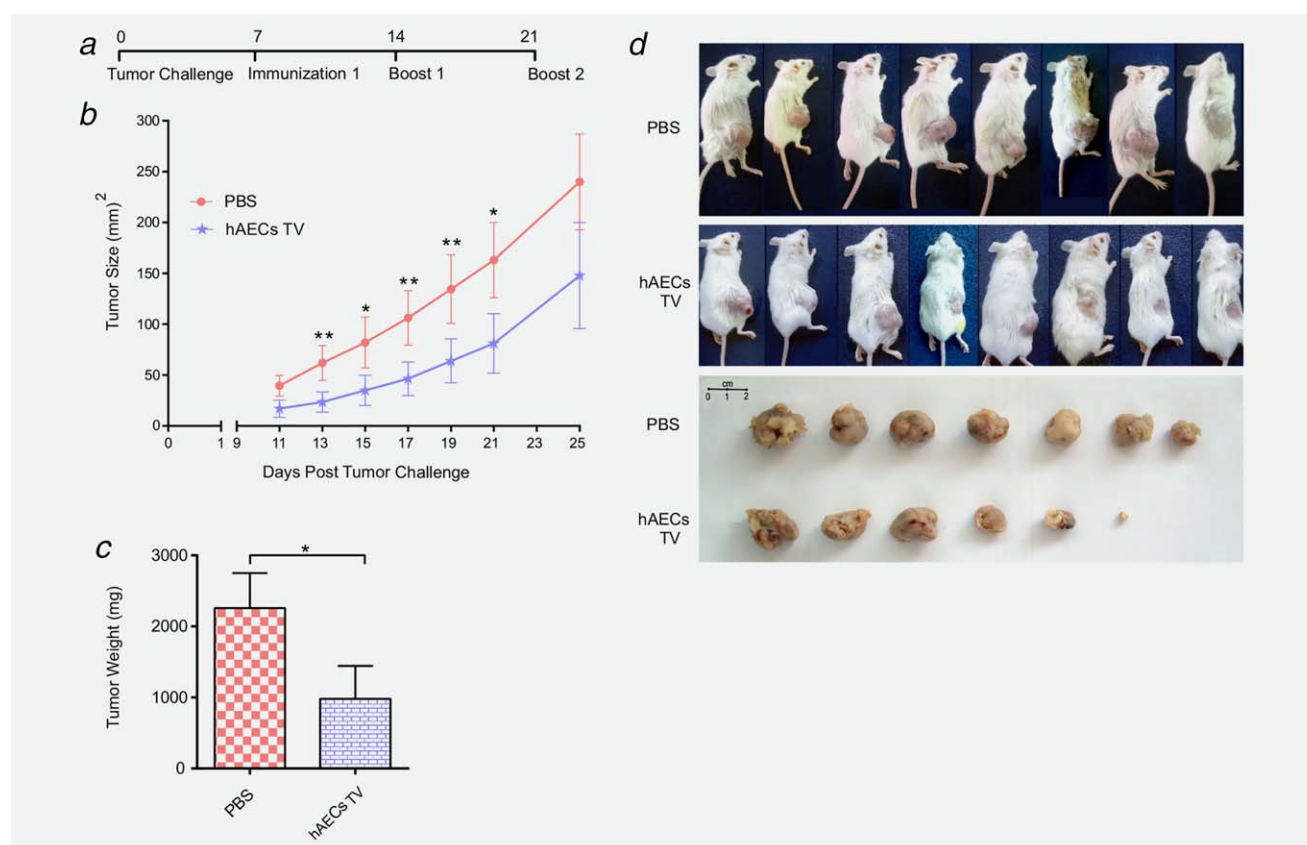 a
0 7 14 21
Tumor Challenge Immunization 1 Boost 1 Boost 2
b
300
250
200
150
100
50
0
Tumor Size (mm)2
PBS
hAECs TV
** * ** ** *
0 1 9 11 13 15 17 19 21 23 25
Days Post Tumor Challenge
c
3000
2000
1000
0
Tumor Weight (mg)
*
PBS hAECs TV
d
PBS
hAECs
TV
cm
0 1 2
PBS
hAECs
TV